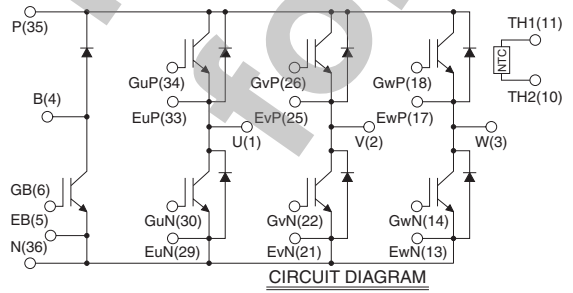 P(35)
TH1(11)
NTC
TH2(10)
GuP(34)
GvP(26)
GwP(18)
B(4)
EuP(33)
EvP(25)
EwP(17)
U(1)
V(2)
W(3)
GB(6)
GuN(30)
GvN(22)
GwN(14)
EB(5)
N(36)
EuN(29)
EvN(21)
EwN(13)
CIRCUIT DIAGRAM